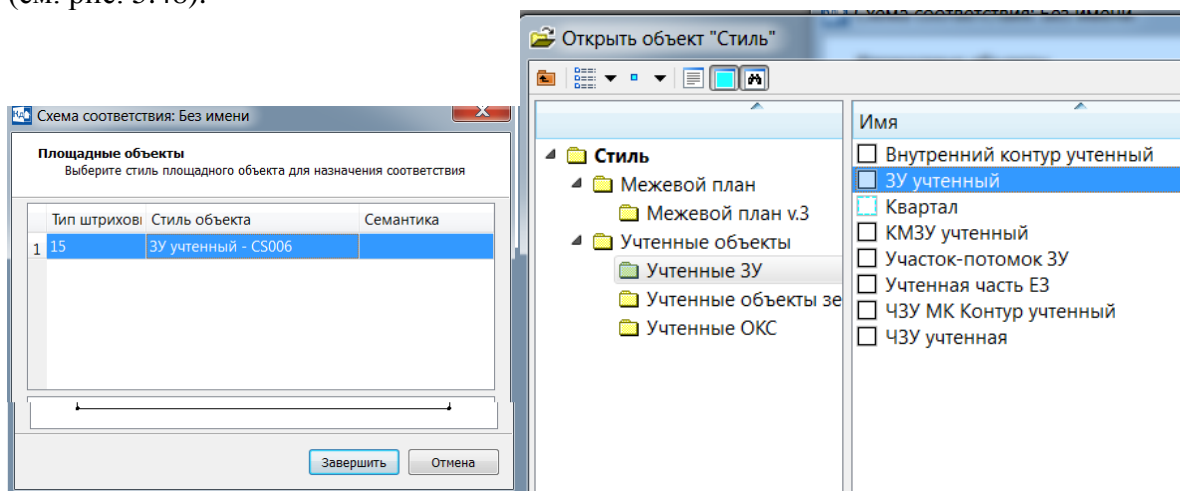 (см. рис. 3.48).
Схема соответствия: Без имени
Площадные объекты
Выберите стиль площадного объекта для назначения соответствия
Тип штрихові Стиль объекта Семантика
1 15 ЗУ учтенный - CS006
Завершить Отмена
Открыть объект "Стиль"
Имя
Стиль
Межевой план
Межевой план v.3
Учтенные объекты
Учтенные ЗУ
Учтенные объекты зе
Учтенные ОКС
Внутренний контур учтенный
ЗУ учтенный
Квартал
КМЗУ учтенный
Участок-потомок ЗУ
Учтенная часть ЕЗ
ЧЗУ МК Контур учтенный
ЧЗУ учтенная